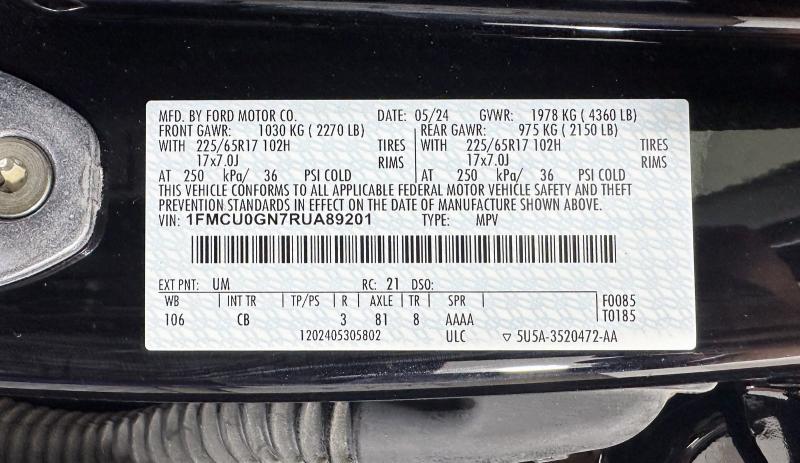 MFD. BY FORD MOTOR CO. DATE: 05/24 GVWR: 1978 KG ( 4360 LB)
FRONT GAWR: 1030 KG ( 2270 LB) REAR GAWR: 975 KG ( 2150 LB)
WITH 225/65R17 102H TIRES WITH 225/65R17 102H TIRES
17x7.0J RIMS 17x7.0J RIMS
AT 250 kPa/ 36 PSI COLD AT 250 kPa/ 36 PSI COLD
THIS VEHICLE CONFORMS TO ALL APPLICABLE FEDERAL MOTOR VEHICLE SAFETY AND THEFT
PREVENTION STANDARDS IN EFFECT ON THE DATE OF MANUFACTURE SHOWN ABOVE.
VIN: 1FMCU0GN7RUA89201 TYPE: MPV
EXT PNT: UM RC: 21 DSO:
WB INT TR TP/PS R AXLE TR SPR F0085
106 CB 3 81 8 AAAA T0185
1202405305802 ULC ▽ 5U5A-3520472-AA